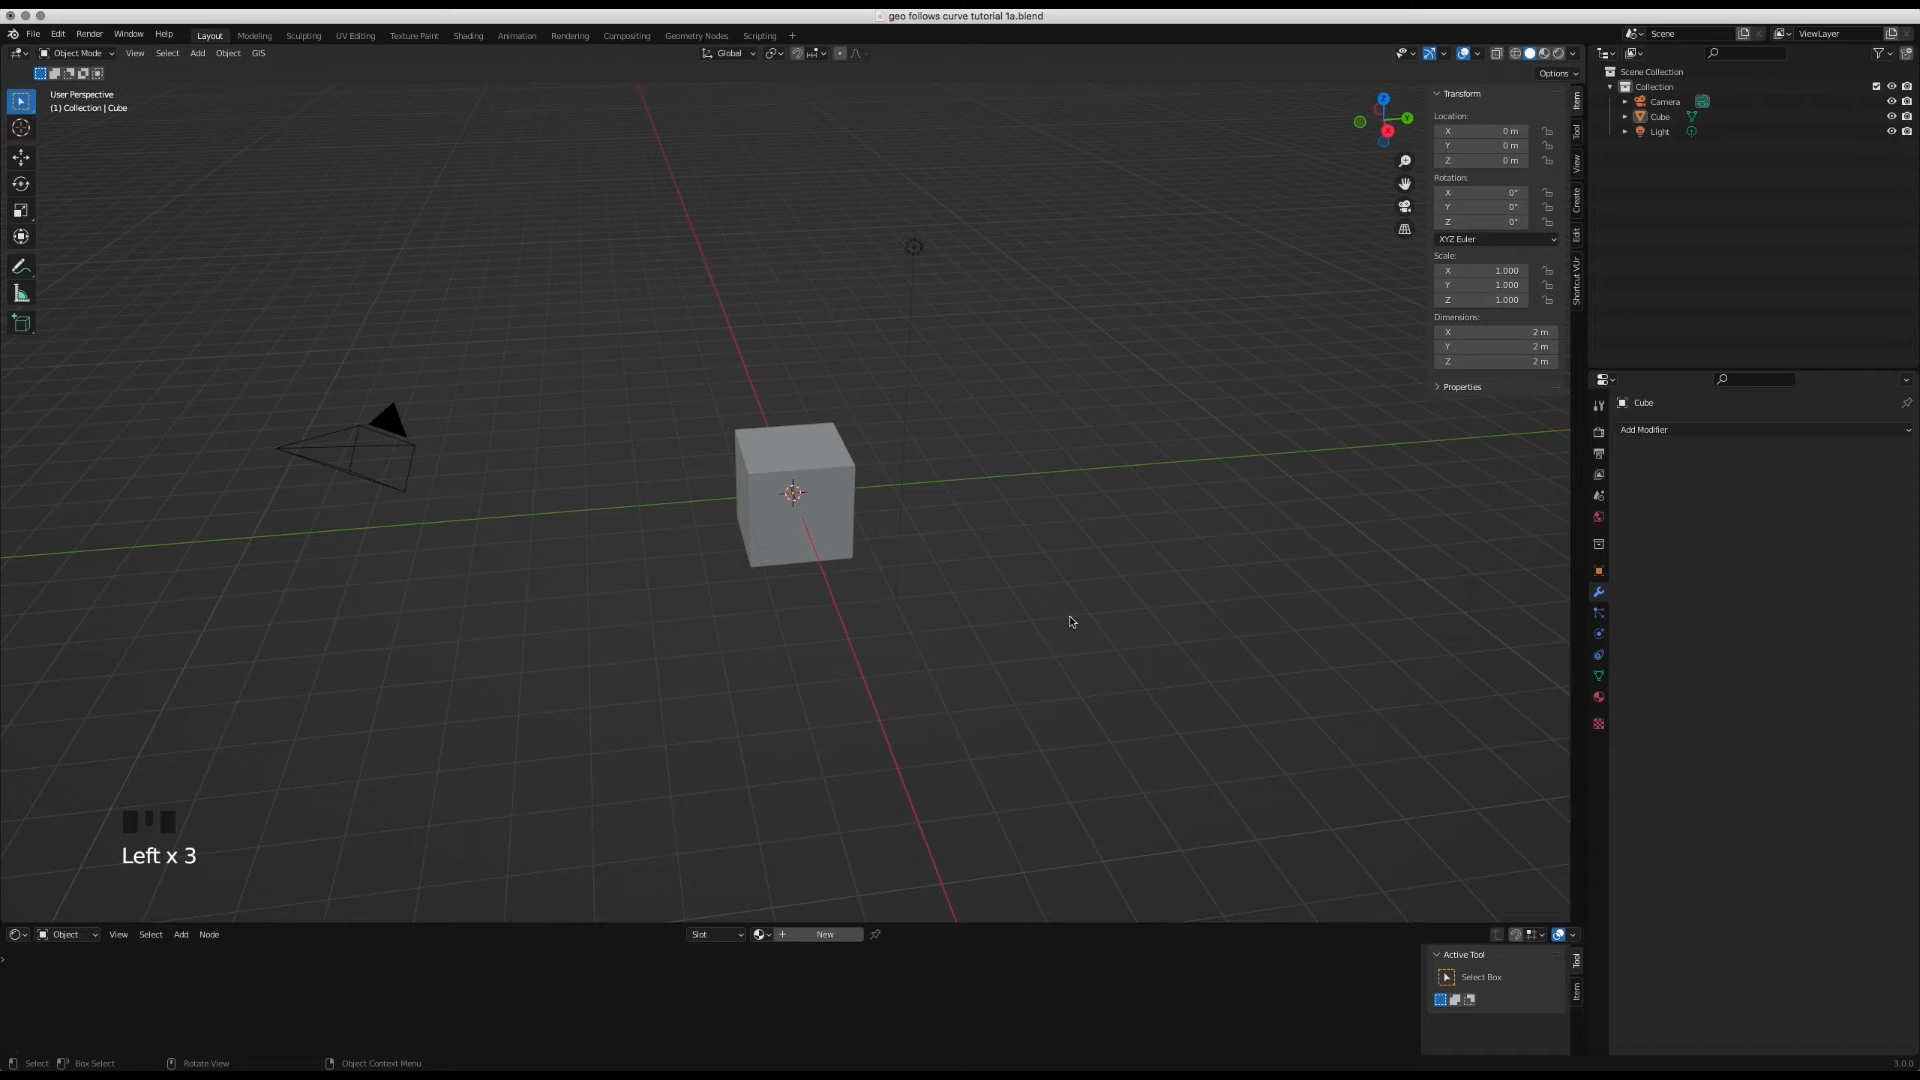 geo follows curve tutorial 1a.blend
File Edit Render Window Help Layout Modeling Sculpting UV Editing Texture Paint Shading Animation Rendering Compositing Geometry Nodes Scripting + Scene ViewLayer
Object Mode View Select Add Object GIS Global
Options
User Perspective
(1) Collection | Cube
Z
Y
X
Transform
Location:
X 0 m
Y 0 m
Z 0 m
Rotation:
X 0°
Y 0°
Z 0°
XYZ Euler
Scale:
X 1.000
Y 1.000
Z 1.000
Dimensions:
X 2 m
Y 2 m
Z 2 m
Properties
Item
Tool
View
Create
Edit
Shortcut VUr
Scene Collection
Collection
Camera
Cube
Light
Cube
Add Modifier
Left x 3
Object View Select Add Node Slot + New
Active Tool
Select Box
Tool
Item
Select Box Select Rotate View Object Context Menu 3.0.0